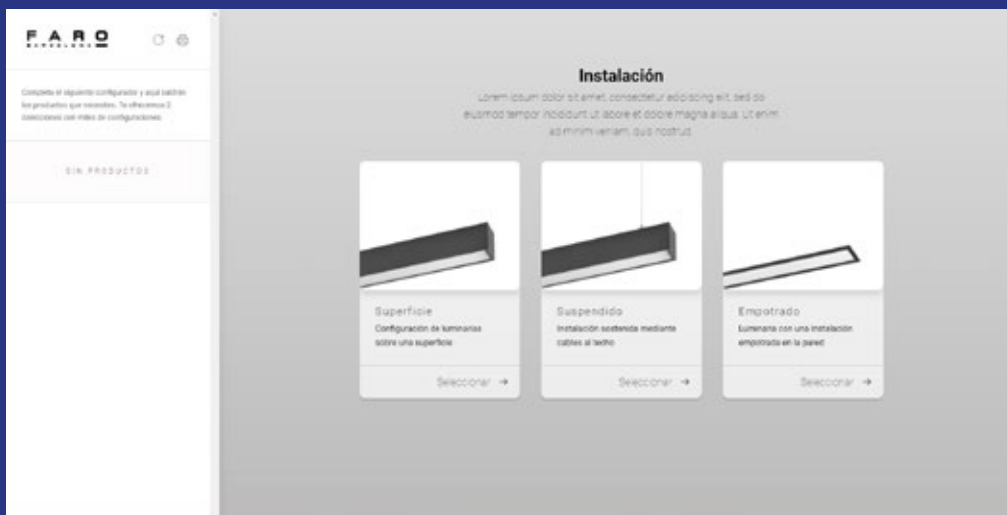 FARO
BARCELONA
Completa el siguiente configurador y aquí saldrán
los productos que necesites. Te ofrecemos 2
colecciones con miles de configuraciones
SIN PRODUCTOS
Instalación
Lorem ipsum dolor sit amet, consectetur adipiscing elit, sed do
eiusmod tempor incididunt ut labore et dolore magna aliqua. Ut enim
ad minim veniam, quis nostrud.
Superficie
Configuración de luminarias
sobre una superficie
Seleccionar →
Suspendido
Instalación sostenida mediante
cables al techo
Seleccionar →
Empotrado
Luminaria con una instalación
empotrada en la pared
Seleccionar →